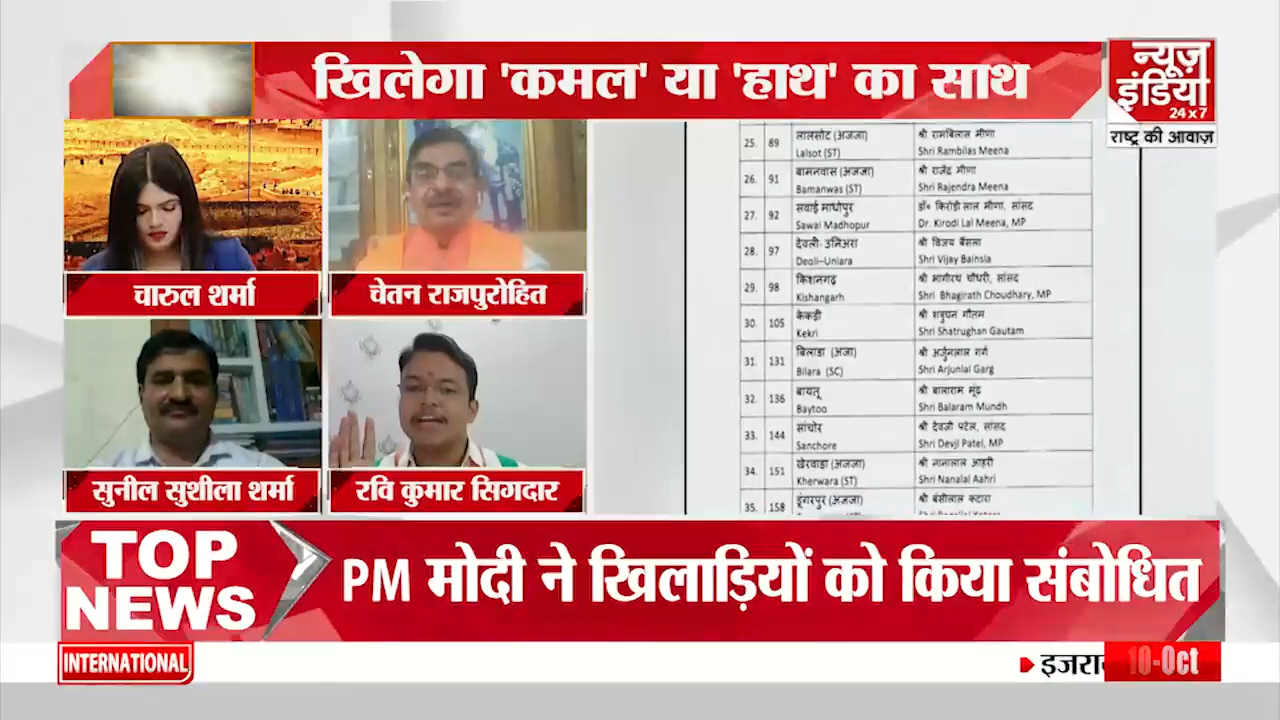 खिलेगा 'कमल' या 'हाथ' का साथ
न्यूज़
इंडिया
24x7
राष्ट्र की आवाज़
चारुल शर्मा
चेतन राजपुरोहित
सुनील सुशीला शर्मा
रवि कुमार सिगदार
25. 89 लालसोट (अजजा) श्री रामबिलास मीणा
Lalsot (ST) Shri Rambilas Meena
26. 91 बामनवास (अजजा) श्री राजेंद्र मीणा
Bamanwas (ST) Shri Rajendra Meena
27. 92 सवाई माधोपुर डॉ॰ किरोड़ी लाल मीणा, सांसद
Sawai Madhopur Dr. Kirodi Lal Meena, MP
28. 97 देवली-उनिअरा श्री विजय बैंसला
Deoli-Uniara Shri Vijay Bainsla
29. 98 किशनगढ़ श्री भागीरथ चौधरी, सांसद
Kishangarh Shri Bhagirath Choudhary, MP
30. 105 केकड़ी श्री शत्रुघन गौतम
Kekri Shri Shatrughan Gautam
31. 131 बिलाडा (अजा) श्री अर्जुनलाल गर्ग
Bilara (SC) Shri Arjunlal Garg
32. 136 बायतू श्री बालाराम मूंढ
Baytoo Shri Balaram Mundh
33. 144 सांचोर श्री देवजी पटेल, सांसद
Sanchore Shri Devji Patel, MP
34. 151 खेरवाडा (अजजा) श्री नानालाल आहरी
Kherwara (ST) Shri Nanalal Aahri
35. 158 डूंगरपुर (अजजा) श्री बंसीलाल कटारा
TOP
NEWS
PM मोदी ने खिलाड़ियों को किया संबोधित
INTERNATIONAL
10-Oct